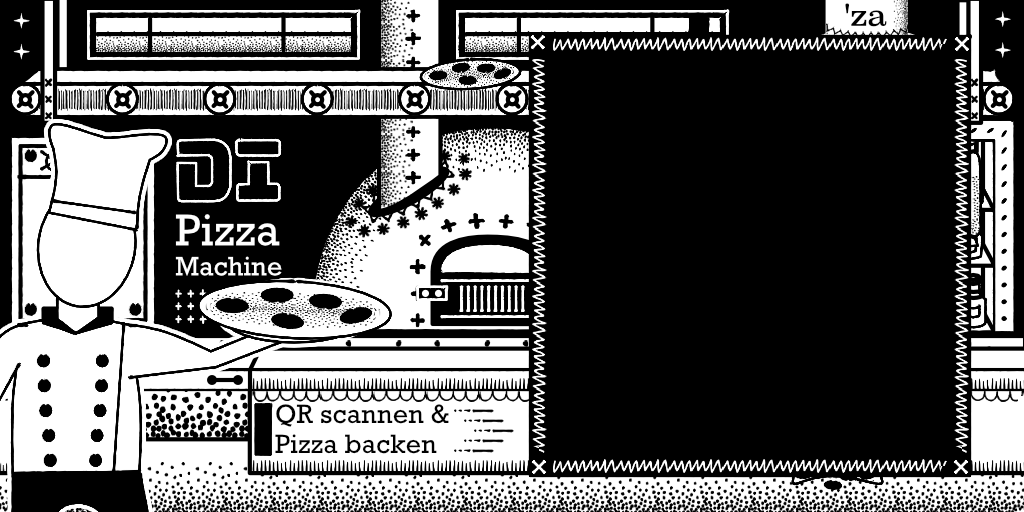 'za
DI
Pizza
Machine
QR scannen &
Pizza backen